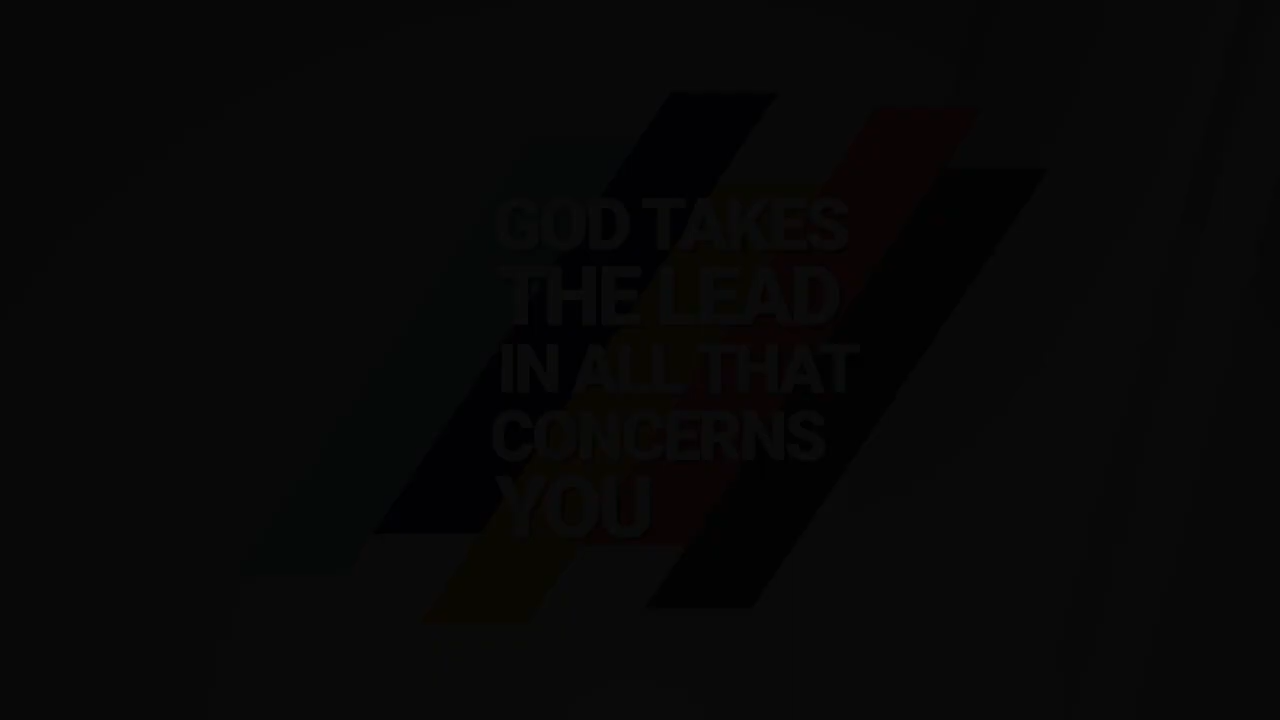 GOD TAKES
THE LEAD
IN ALL THAT
CONCERNS
YOU